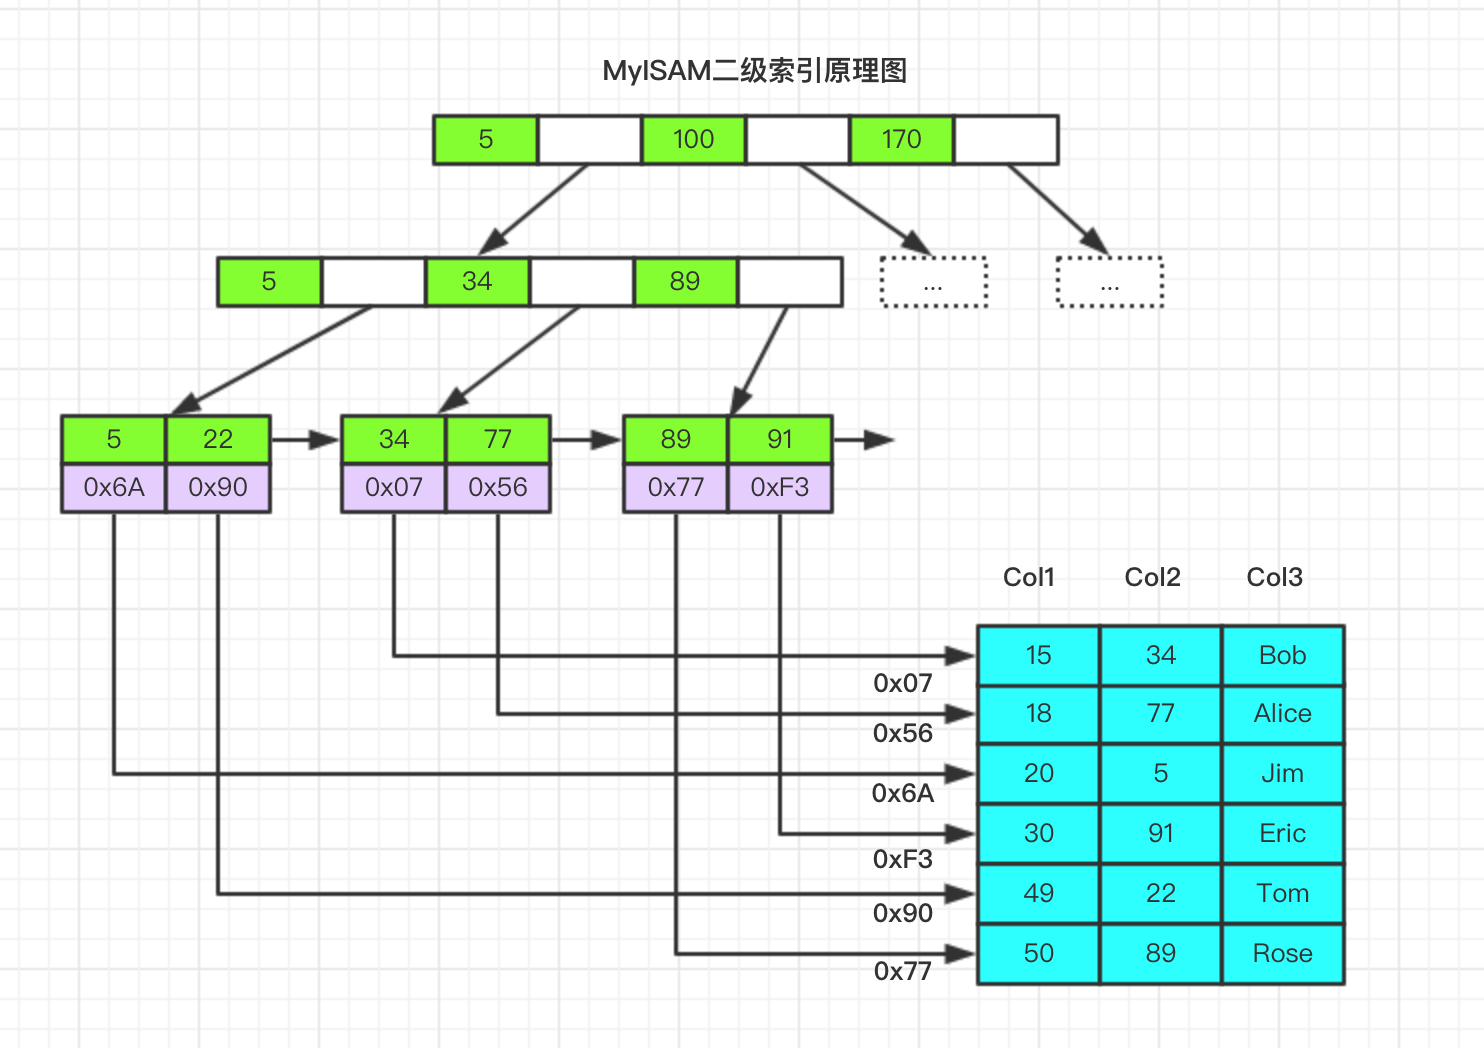 MyISAM二级索引原理图
5 100 170
5 34 89 ... ...
5 22 34 77 89 91
0x6A 0x90 0x07 0x56 0x77 0xF3
Col1 Col2 Col3
15 34 Bob
0x07
18 77 Alice
0x56
20 5 Jim
0x6A
30 91 Eric
0xF3
49 22 Tom
0x90
50 89 Rose
0x77